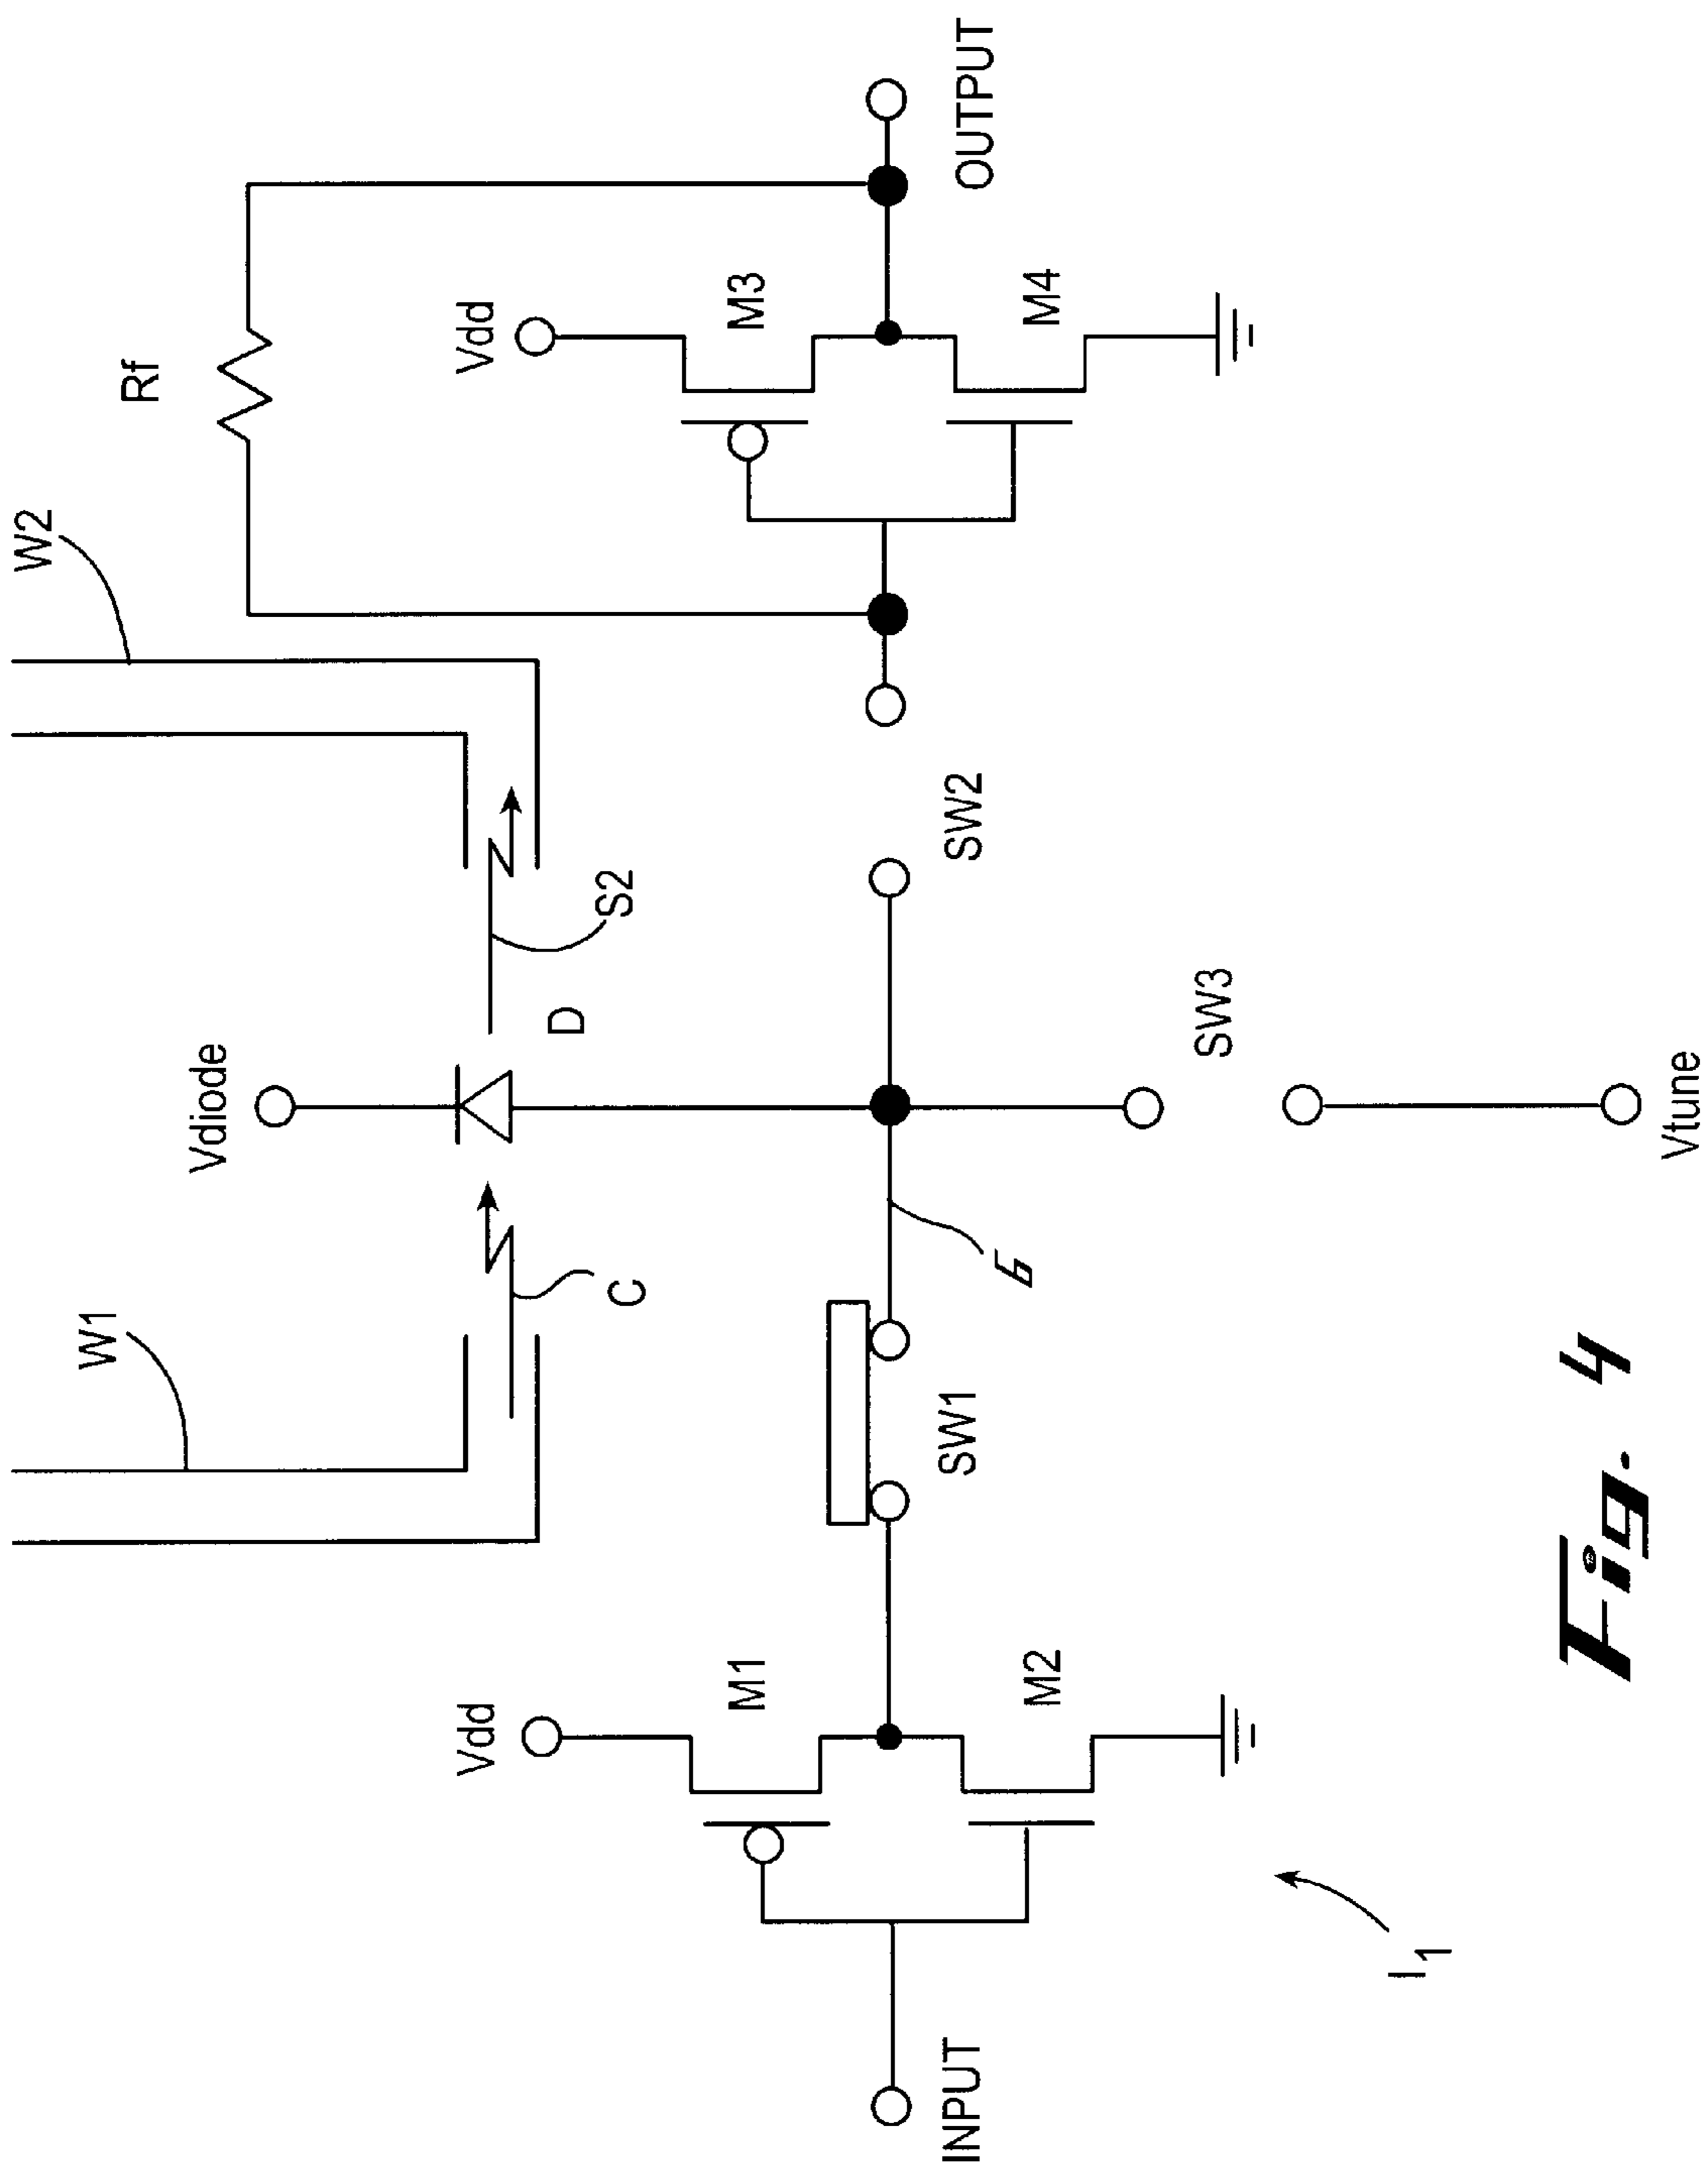 W2
W1
Rf
Vdiode
Vdd
Vdd
D
C
S2
M1
M3
INPUT
SW1
SW2
OUTPUT
M2
M4
SW3
I1
Vtune
Fig. 4